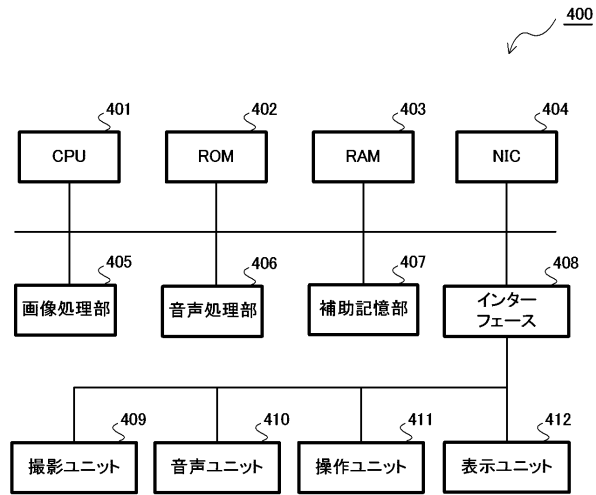 400
401
402
403
404
CPU
ROM
RAM
NIC
405
406
407
408
画像処理部
音声処理部
補助記憶部
インター
フェース
409
410
411
412
撮影ユニット
音声ユニット
操作ユニット
表示ユニット